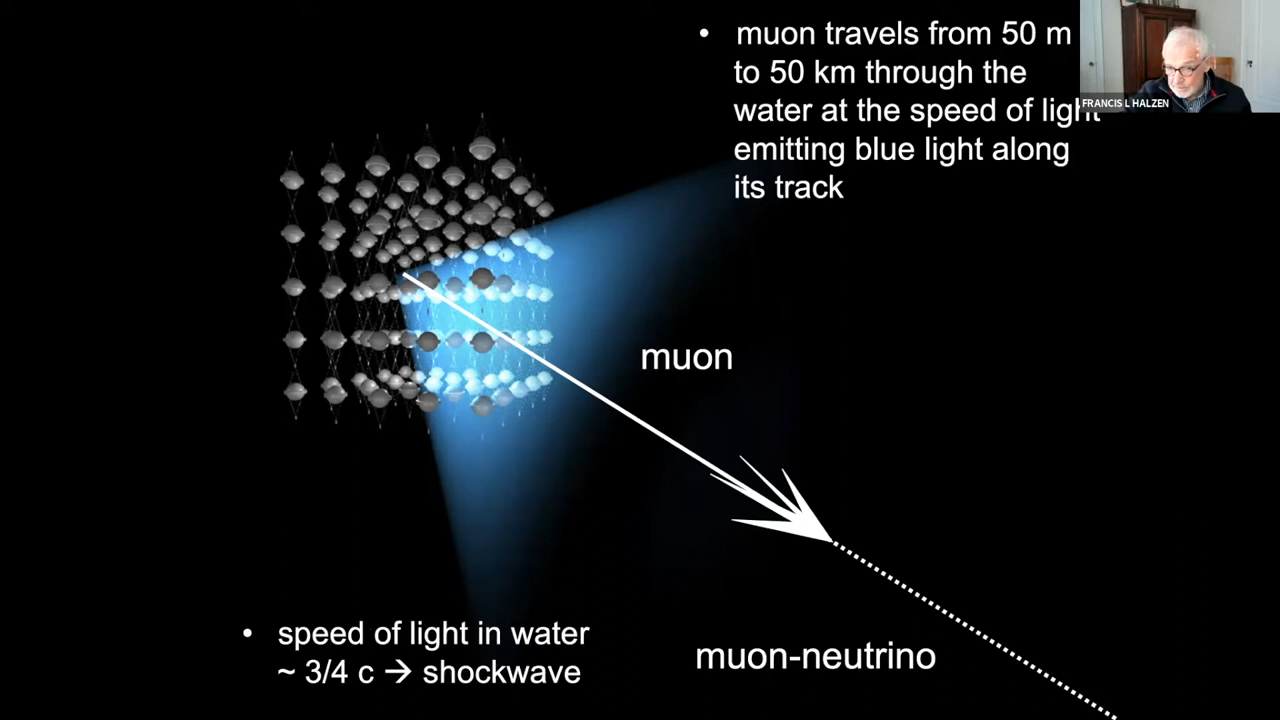 • muon travels from 50 m
to 50 km through the
water at the speed of light
emitting blue light along
its track
FRANCIS L HALZEN
muon
• speed of light in water
~ 3/4 c → shockwave
muon-neutrino